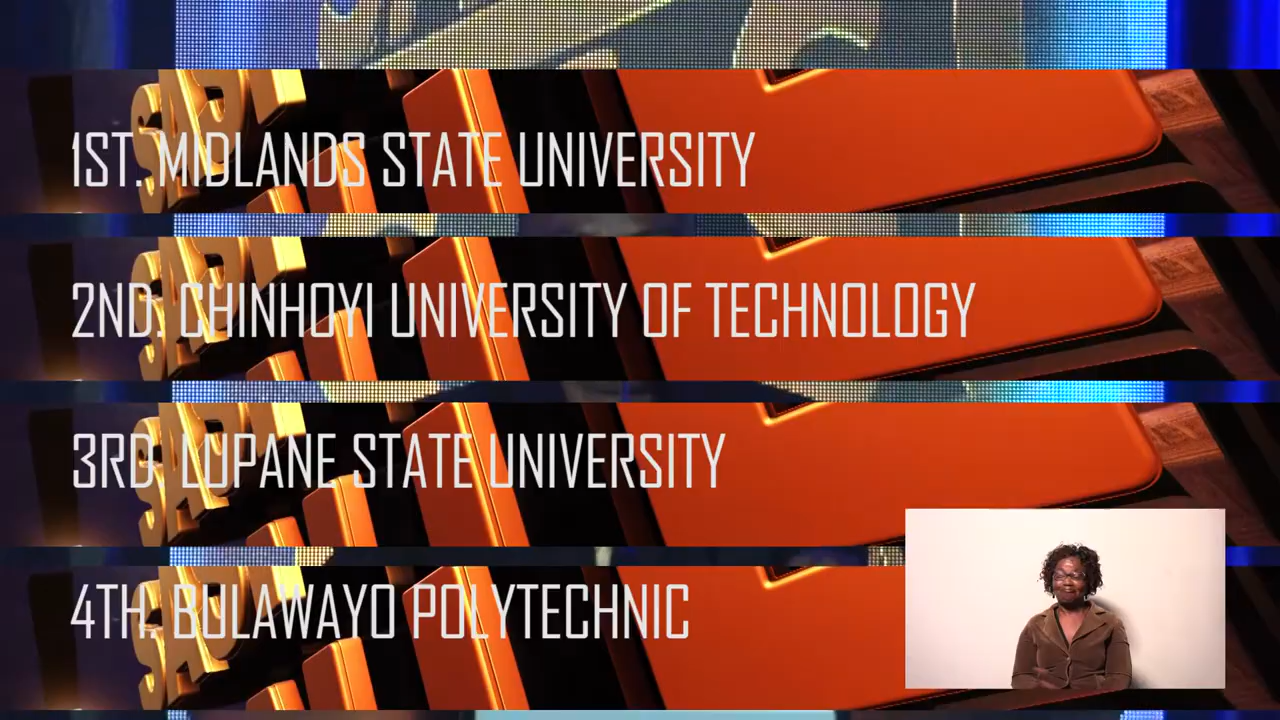 1ST. MIDLANDS STATE UNIVERSITY
2ND. CHINHOYI UNIVERSITY OF TECHNOLOGY
3RD. LUPANE STATE UNIVERSITY
4TH. BULAWAYO POLYTECHNIC